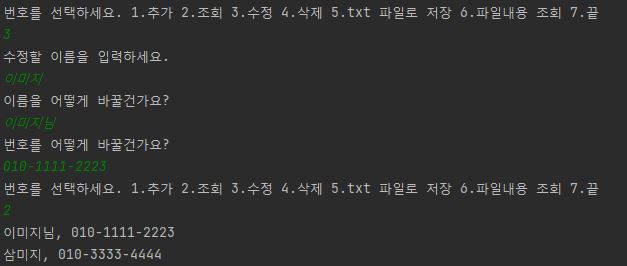 번호를 선택하세요. 1.추가 2.조회 3.수정 4.삭제 5.txt 파일로 저장 6.파일내용 조회 7.끝
3
수정할 이름을 입력하세요.
이미지
이름을 어떻게 바꿀건가요?
이미지님
번호를 어떻게 바꿀건가요?
010-1111-2223
번호를 선택하세요. 1.추가 2.조회 3.수정 4.삭제 5.txt 파일로 저장 6.파일내용 조회 7.끝
2
이미지님, 010-1111-2223
삼미지, 010-3333-4444